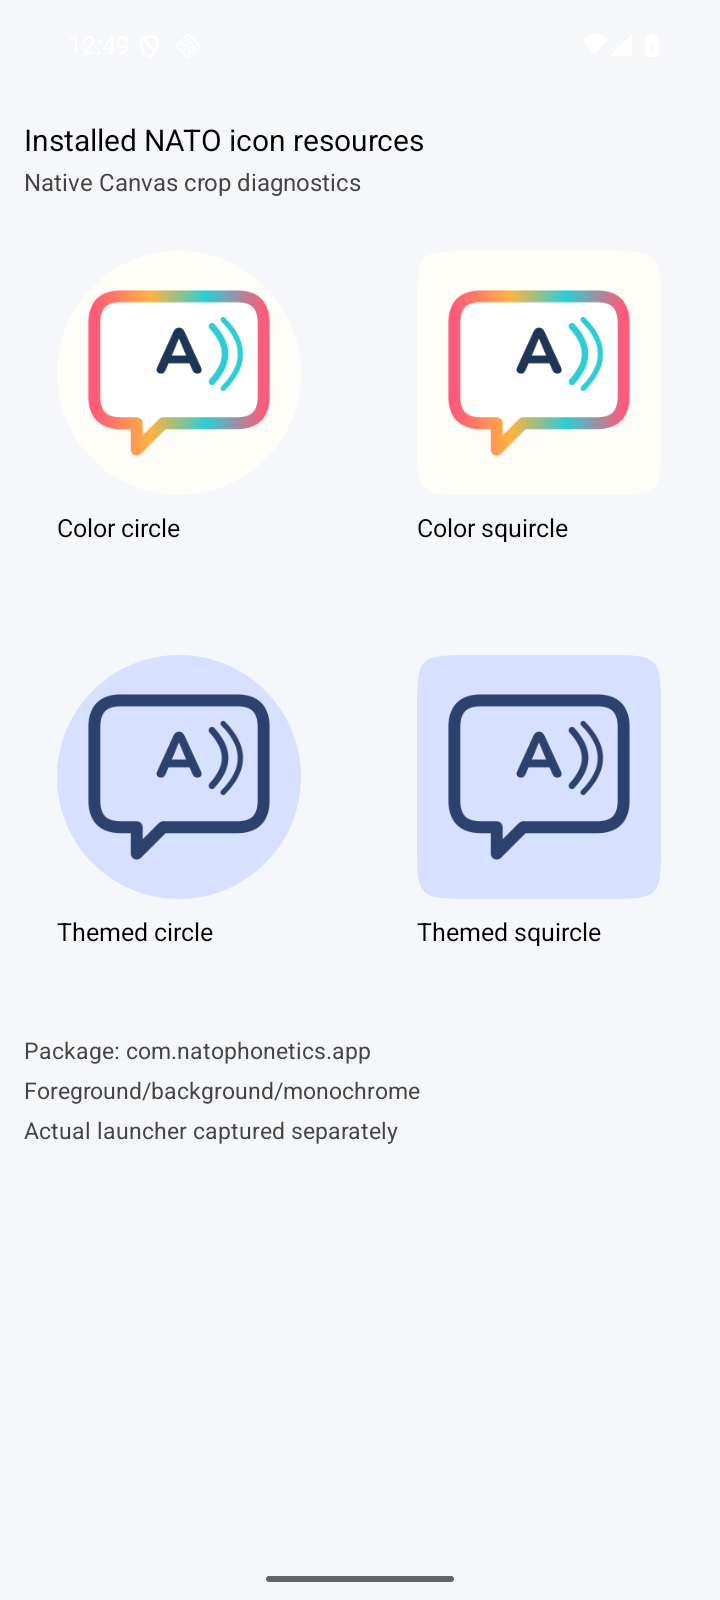 12:49
Installed NATO icon resources
Native Canvas crop diagnostics
A A
Color circle Color squircle
A A
Themed circle Themed squircle
Package: com.natophonetics.app
Foreground/background/monochrome
Actual launcher captured separately